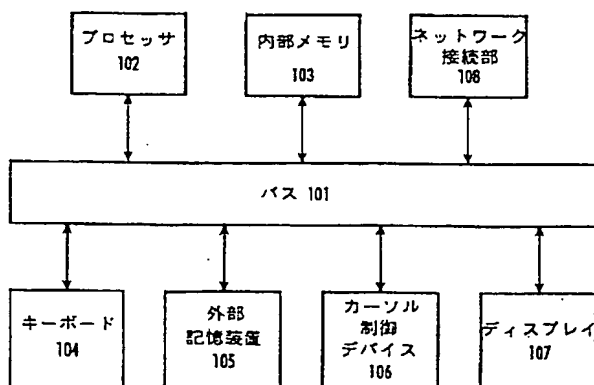 プロセッサ
102
内部メモリ
103
ネットワーク
接続部
108
バス 101
キーボード
104
外部
記憶装置
105
カーソル
制御
デバイス
106
ディスプレイ
107